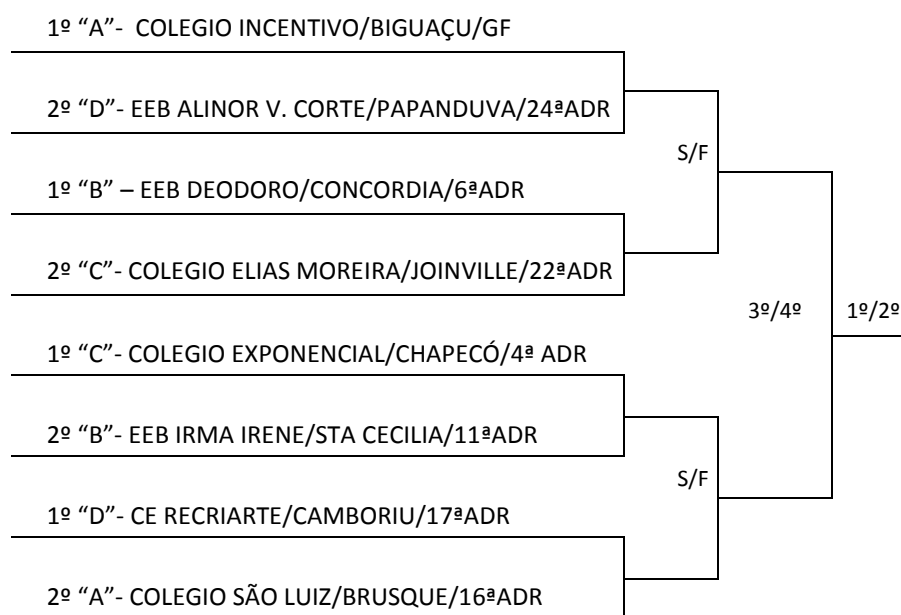 1º “A”- COLEGIO INCENTIVO/BIGUAÇU/GF
2º “D”- EEB ALINOR V. CORTE/PAPANDUVA/24ªADR
S/F
1º “B” – EEB DEODORO/CONCORDIA/6ªADR
2º “C”- COLEGIO ELIAS MOREIRA/JOINVILLE/22ªADR
3º/4º 1º/2º
1º “C”- COLEGIO EXPONENCIAL/CHAPECÓ/4ª ADR
2º “B”- EEB IRMA IRENE/STA CECILIA/11ªADR
S/F
1º “D”- CE RECRIARTE/CAMBORIU/17ªADR
2º “A”- COLEGIO SÃO LUIZ/BRUSQUE/16ªADR